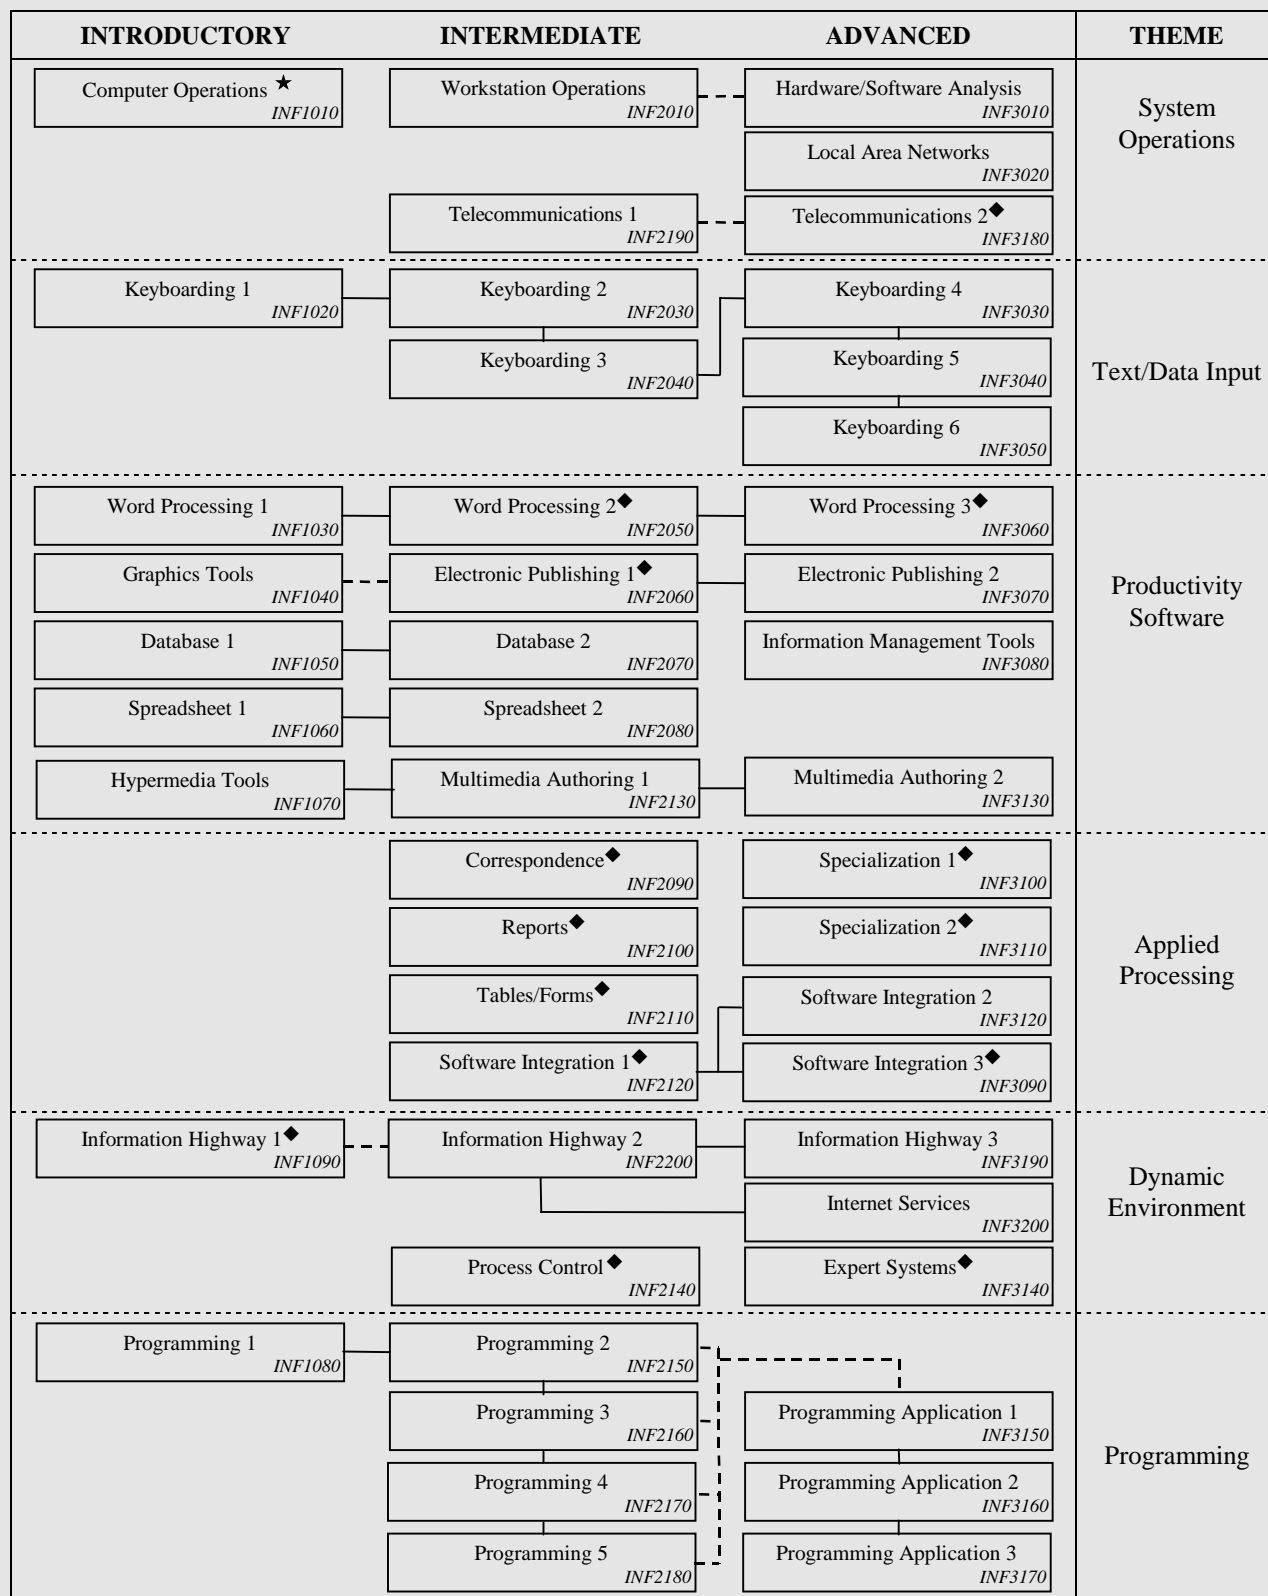 INTRODUCTORY INTERMEDIATE ADVANCED THEME
Computer Operations ★
INF1010
Workstation Operations
INF2010
Hardware/Software Analysis
INF3010
Local Area Networks
INF3020
Telecommunications 1
INF2190
Telecommunications 2◆
INF3180
System
Operations
Keyboarding 1
INF1020
Keyboarding 2
INF2030
Keyboarding 4
INF3030
Keyboarding 3
INF2040
Keyboarding 5
INF3040
Keyboarding 6
INF3050
Text/Data Input
Word Processing 1
INF1030
Word Processing 2◆
INF2050
Word Processing 3◆
INF3060
Graphics Tools
INF1040
Electronic Publishing 1◆
INF2060
Electronic Publishing 2
INF3070
Database 1
INF1050
Database 2
INF2070
Information Management Tools
INF3080
Spreadsheet 1
INF1060
Spreadsheet 2
INF2080
Hypermedia Tools
INF1070
Multimedia Authoring 1
INF2130
Multimedia Authoring 2
INF3130
Productivity
Software
Correspondence◆
INF2090
Specialization 1◆
INF3100
Reports◆
INF2100
Specialization 2◆
INF3110
Tables/Forms◆
INF2110
Software Integration 2
INF3120
Software Integration 1◆
INF2120
Software Integration 3◆
INF3090
Applied
Processing
Information Highway 1◆
INF1090
Information Highway 2
INF2200
Information Highway 3
INF3190
Internet Services
INF3200
Process Control◆
INF2140
Expert Systems◆
INF3140
Dynamic
Environment
Programming 1
INF1080
Programming 2
INF2150
Programming 3
INF2160
Programming Application 1
INF3150
Programming 4
INF2170
Programming Application 2
INF3160
Programming 5
INF2180
Programming Application 3
INF3170
Programming